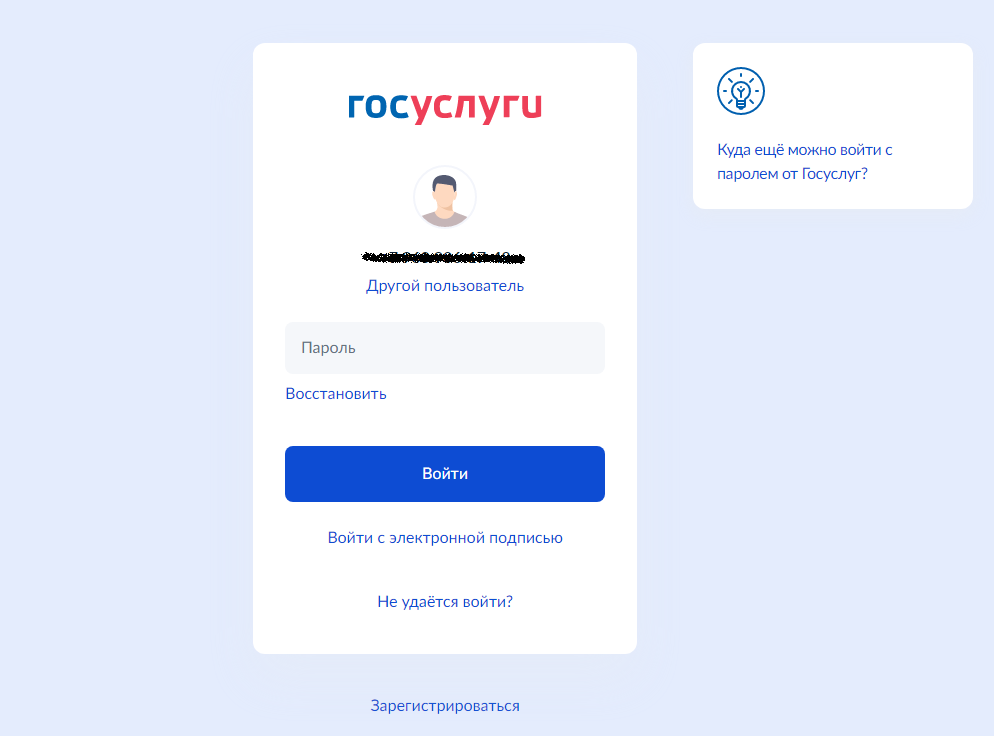 госуслуги
Другой пользователь
Пароль
Восстановить
Войти
Войти с электронной подписью
Не удаётся войти?
Зарегистрироваться
Куда ещё можно войти с
паролем от Госуслуг?